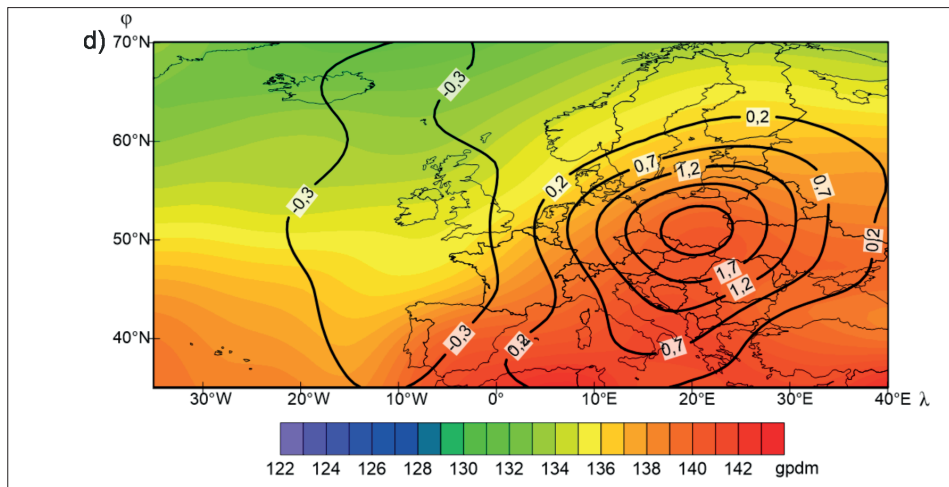 φ
d)
70°N
60°N
50°N
40°N
-0,3
-0,3
-0,3
0,2
0,2
0,2
0,2
0,7
0,7
0,7
1,2
1,2
1,7
30°W 20°W 10°W 0° 10°E 20°E 30°E 40°E λ
122 124 126 128 130 132 134 136 138 140 142 gpdm